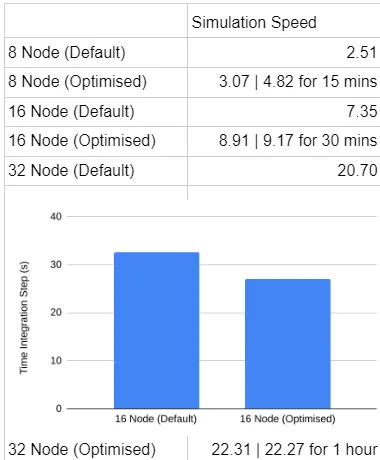 Simulation Speed
8 Node (Default) 2.51
8 Node (Optimised) 3.07 | 4.82 for 15 mins
16 Node (Default) 7.35
16 Node (Optimised) 8.91 | 9.17 for 30 mins
32 Node (Default) 20.70
40
30
20
10
0
Time Integration Step (s)
16 Node (Default) 16 Node (Optimised)
32 Node (Optimised) 22.31 | 22.27 for 1 hour